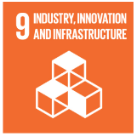 9 INDUSTRY, INNOVATION
AND INFRASTRUCTURE